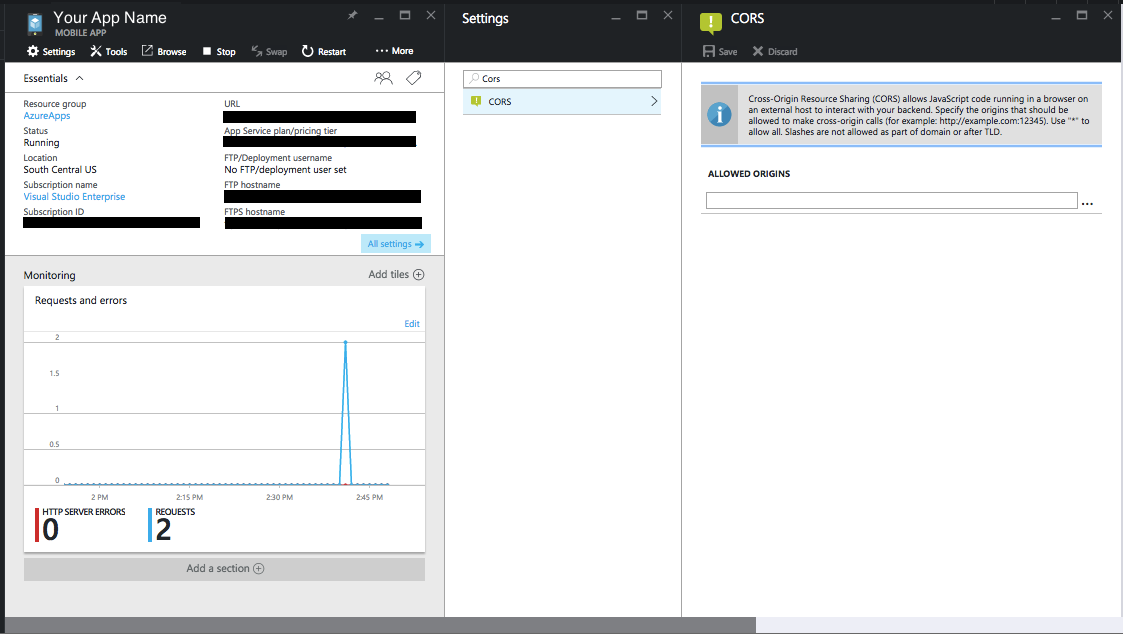 Your App Name
MOBILE APP
Settings Tools Browse Stop Swap Restart ··· More
Essentials
Resource group
AzureApps
Status
Running
Location
South Central US
Subscription name
Visual Studio Enterprise
Subscription ID
URL
App Service plan/pricing tier
FTP/Deployment username
No FTP/deployment user set
FTP hostname
FTPS hostname
All settings →
Monitoring
Add tiles
Requests and errors
Edit
2
1.5
1
0.5
0
2 PM 2:15 PM 2:30 PM 2:45 PM
HTTP SERVER ERRORS
0
REQUESTS
2
Add a section
Settings
Cors
CORS
CORS
Save Discard
Cross-Origin Resource Sharing (CORS) allows JavaScript code running in a browser on
an external host to interact with your backend. Specify the origins that should be
allowed to make cross-origin calls (for example: http://example.com:12345). Use "*" to
allow all. Slashes are not allowed as part of domain or after TLD.
ALLOWED ORIGINS
...